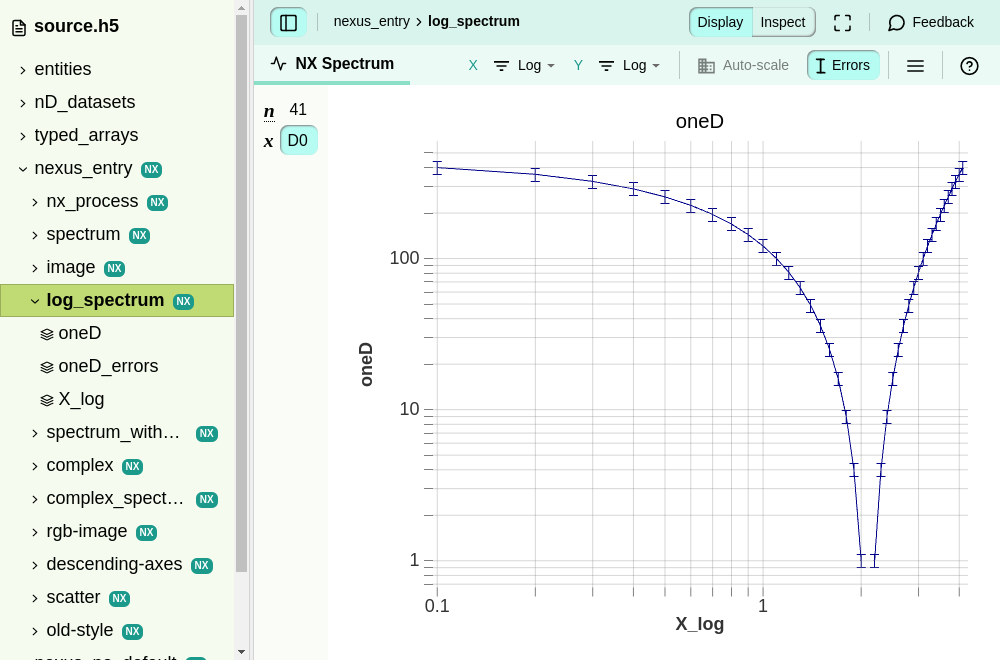 source.h5
entities
nD_datasets
typed_arrays
nexus_entry NX
nx_process NX
spectrum NX
image NX
log_spectrum NX
oneD
oneD_errors
X_log
spectrum_with… NX
complex NX
complex_spect… NX
rgb-image NX
descending-axes NX
scatter NX
old-style NX
nexus_entry › log_spectrum
Display Inspect
Feedback
NX Spectrum
X Log
Y Log
Auto-scale
Errors
n 41
x D0
oneD
100
10
1
oneD
0.1 1
X_log